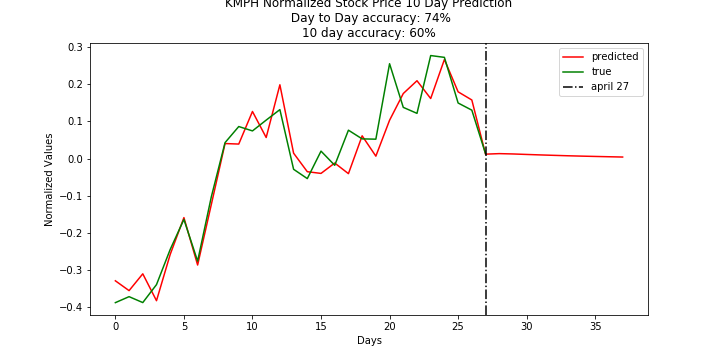 KMPH Normalized Stock Price 10 Day Prediction
Day to Day accuracy: 74%
10 day accuracy: 60%
predicted
true
april 27
Normalized Values
0.3
0.2
0.1
0.0
−0.1
−0.2
−0.3
−0.4
0 5 10 15 20 25 30 35
Days